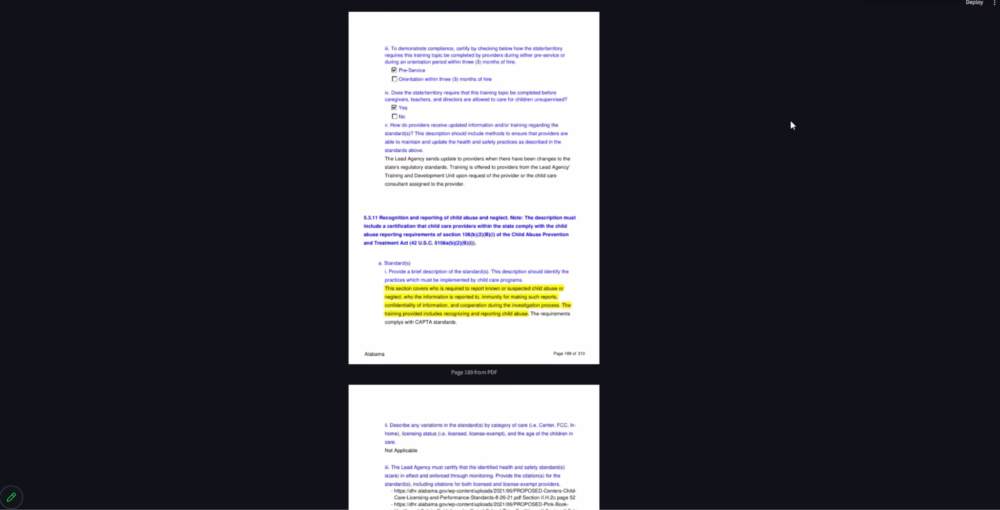 Deploy
iii. To demonstrate compliance, certify by checking below how the state/territory
requires this training topic be completed by providers during either pre-service or
during an orientation period within three (3) months of hire.
Pre-Service
Orientation within three (3) months of hire
iv. Does the state/territory require that this training topic be completed before
caregivers, teachers, and directors are allowed to care for children unsupervised?
Yes
No
v. How do providers receive updated information and/or training regarding the
standard(s)? This description should include methods to ensure that providers are
able to maintain and update the health and safety practices as described in the
standards above.
The Lead Agency sends update to providers when there have been changes to the
state's regulatory standards. Training is offered to providers from the Lead Agency'
Training and Development Unit upon request of the provider or the child care
consultant assigned to the provider.
5.3.11 Recognition and reporting of child abuse and neglect. Note: The description must
include a certification that child care providers within the state comply with the child
abuse reporting requirements of section 106(b)(2)(B)(i) of the Child Abuse Prevention
and Treatment Act (42 U.S.C. 5106a(b)(2)(B)(i)).
a. Standard(s)
i. Provide a brief description of the standard(s). This description should identify the
practices which must be implemented by child care programs.
This section covers who is required to report known or suspected child abuse or
neglect, who the information is reported to, immunity for making such reports,
confidentiality of information, and cooperation during the investigation process. The
training provided includes recognizing and reporting child abuse. The requirements
complys with CAPTA standards.
Alabama
Page 189 of 310
Page 189 from PDF
ii. Describe any variations in the standard(s) by category of care (i.e. Center, FCC, In-
home), licensing status (i.e. licensed, license-exempt), and the age of the children in
care.
Not Applicable
iii. The Lead Agency must certify that the identified health and safety standard(s)
is(are) in effect and enforced through monitoring. Provide the citation(s) for the
standard(s), including citations for both licensed and license-exempt providers.
- https://dhr.alabama.gov/wp-content/uploads/2021/06/PROPOSED-Centers-Child-
Care-Licensing-and-Performance-Standards-8-26-21.pdf Section II.H.2c page 52
- https://dhr.alabama.gov/wp-content/uploads/2021/06/PROPOSED-Pink-Book-